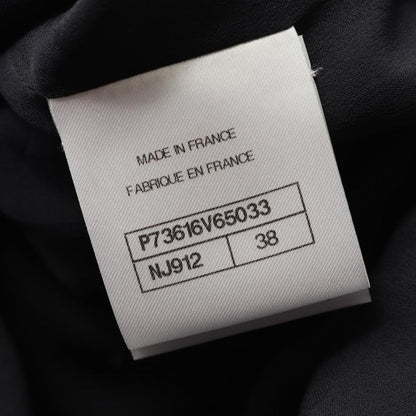 MADE IN FRANCE
FABRIQUE EN FRANCE
P73616V65033
NJ912 38